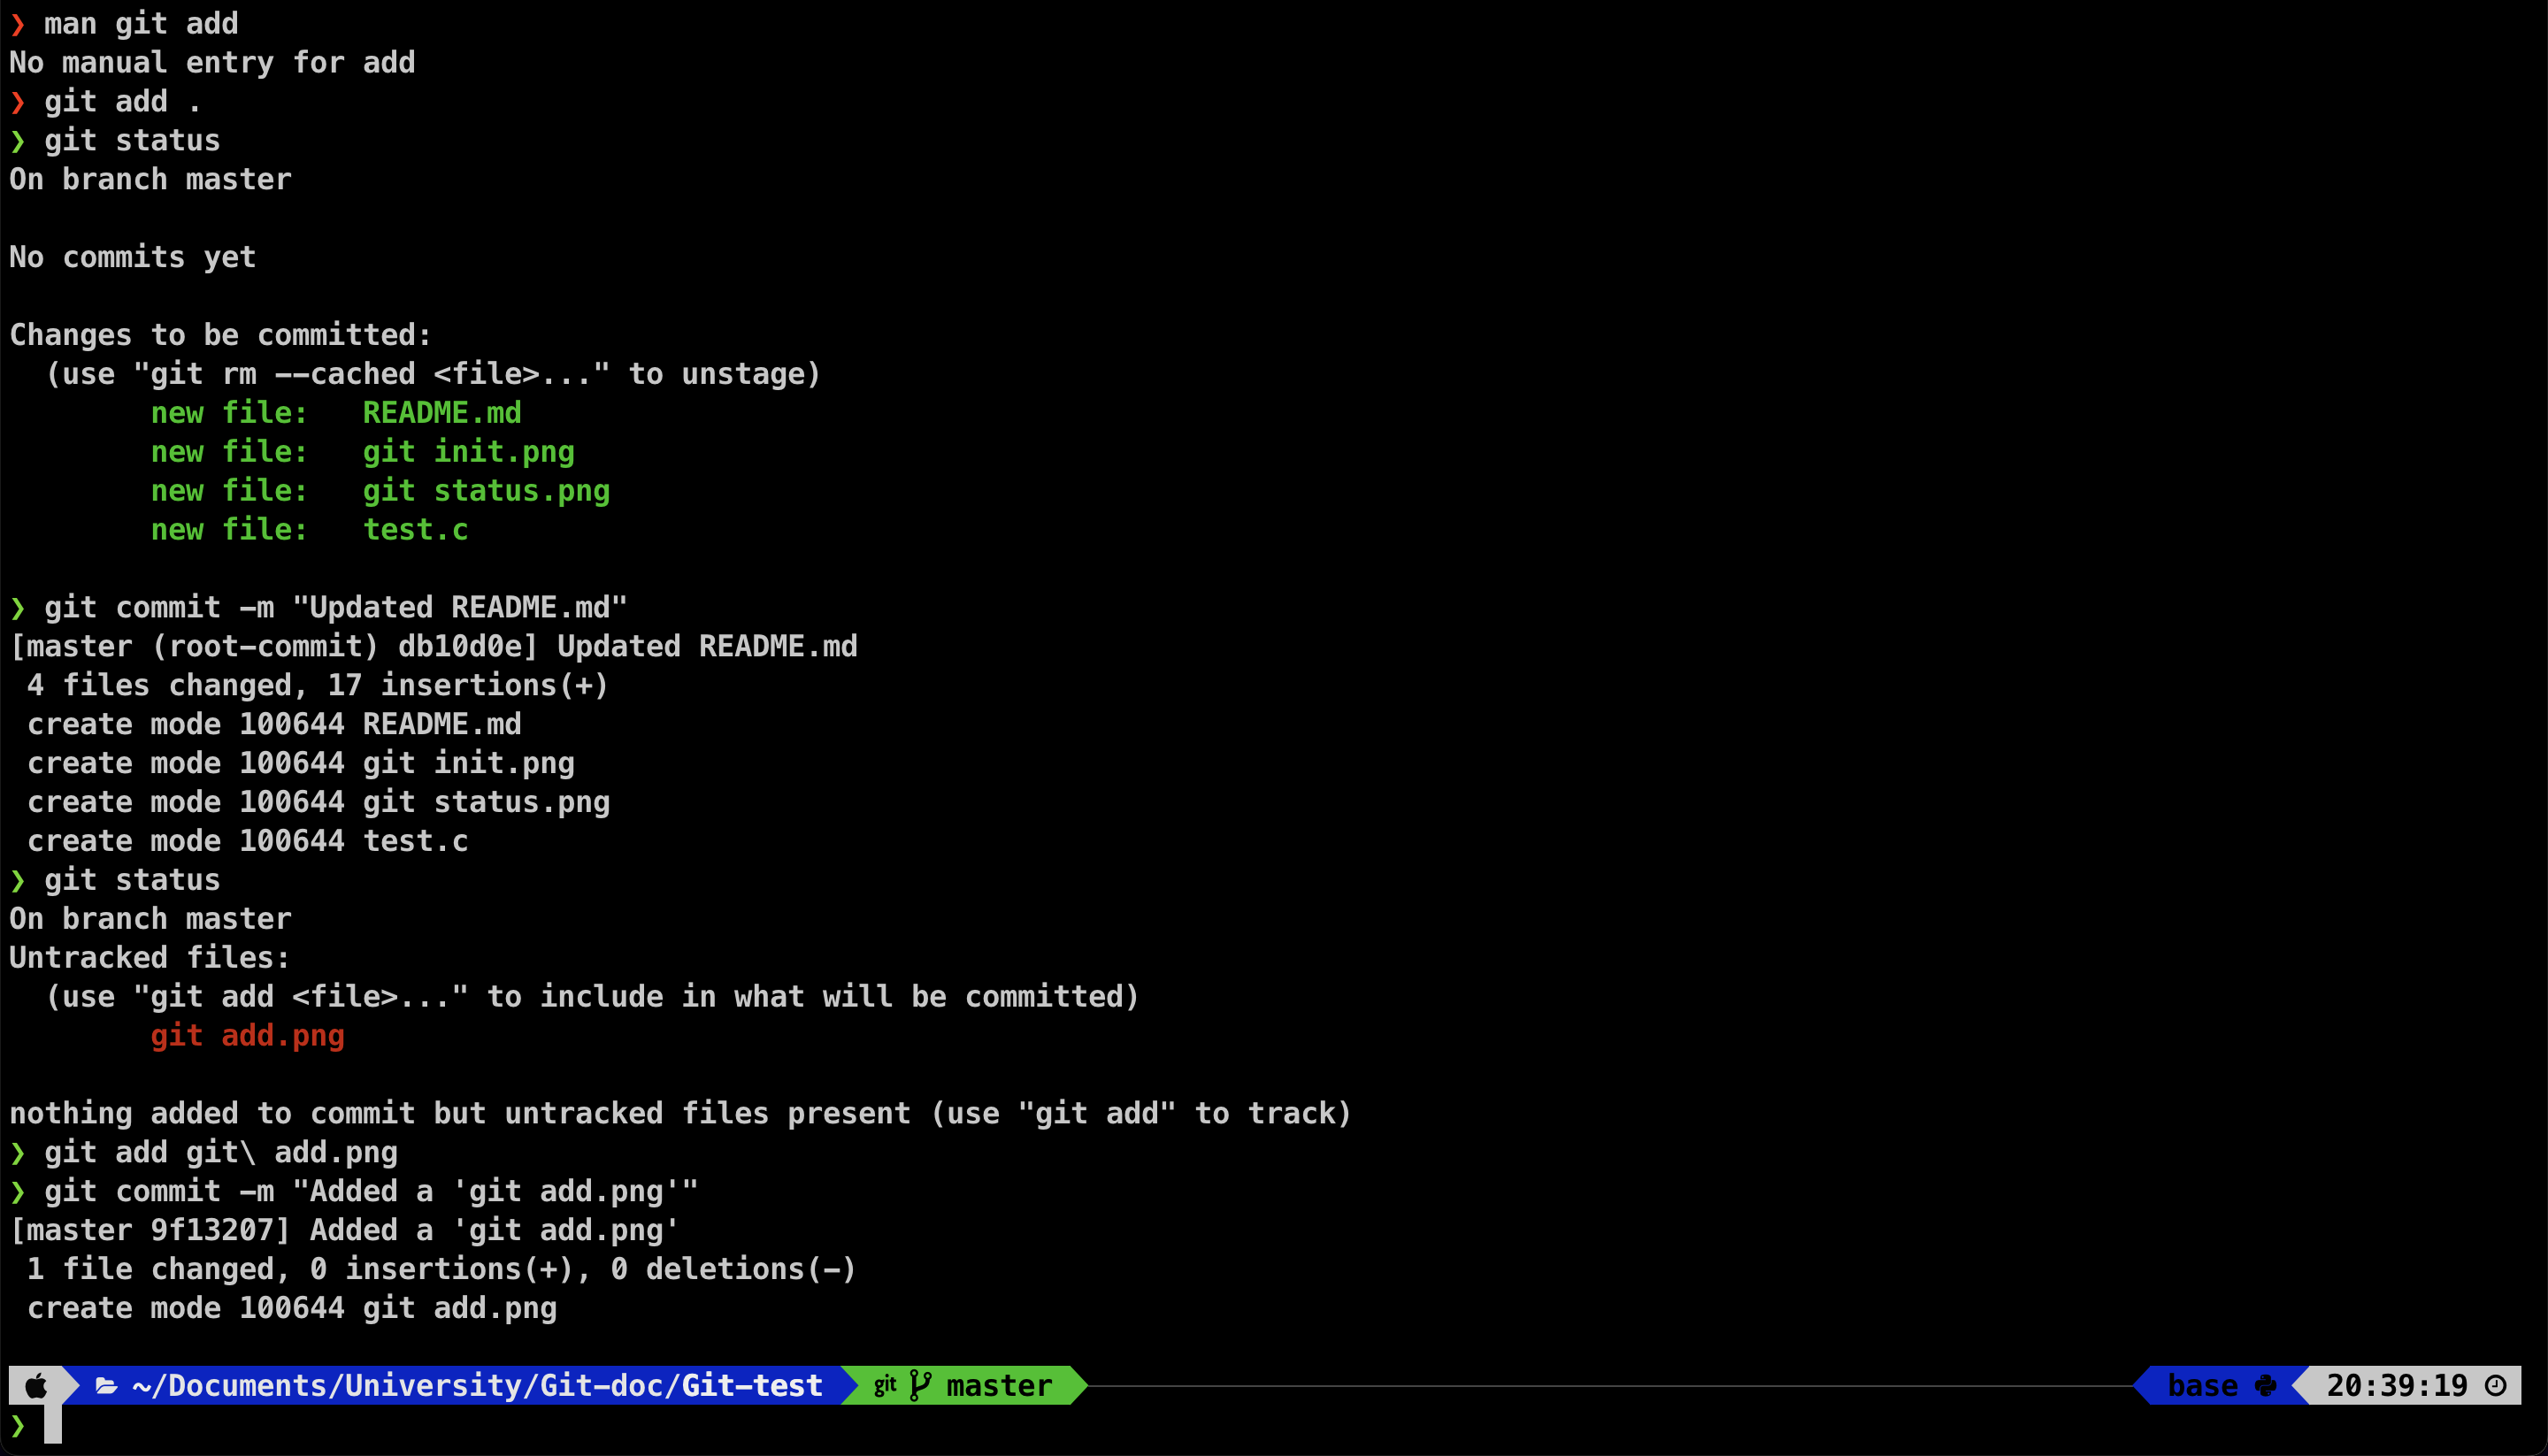 ❯ man git add
No manual entry for add
❯ git add .
❯ git status
On branch master

No commits yet

Changes to be committed:
  (use "git rm --cached <file>..." to unstage)
        new file:   README.md
        new file:   git init.png
        new file:   git status.png
        new file:   test.c

❯ git commit -m "Updated README.md"
[master (root-commit) db10d0e] Updated README.md
 4 files changed, 17 insertions(+)
 create mode 100644 README.md
 create mode 100644 git init.png
 create mode 100644 git status.png
 create mode 100644 test.c
❯ git status
On branch master
Untracked files:
  (use "git add <file>..." to include in what will be committed)
        git add.png

nothing added to commit but untracked files present (use "git add" to track)
❯ git add git\ add.png
❯ git commit -m "Added a 'git add.png'"
[master 9f13207] Added a 'git add.png'
 1 file changed, 0 insertions(+), 0 deletions(-)
 create mode 100644 git add.png

~/Documents/University/Git-doc/Git-test git master base 20:39:19
❯